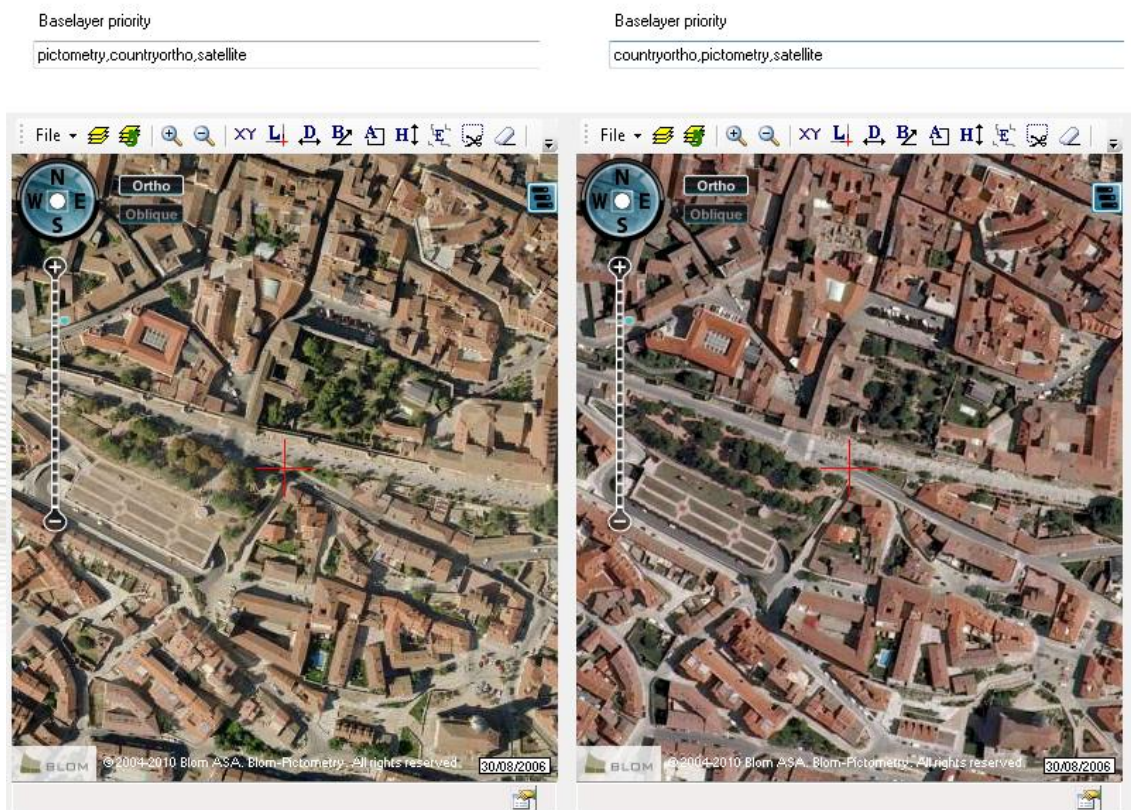 Baselayer priority
pictometry,countryortho,satellite
Baselayer priority
countryortho,pictometry,satellite
File XY L D B A H E
N
W E
S
Ortho
Oblique
BLOM © 2004-2010 Blom ASA. Blom-Pictometry. All rights reserved. 30/08/2006
File XY L D B A H E
N
W E
S
Ortho
Oblique
BLOM © 2004-2010 Blom ASA. Blom-Pictometry. All rights reserved. 30/08/2006